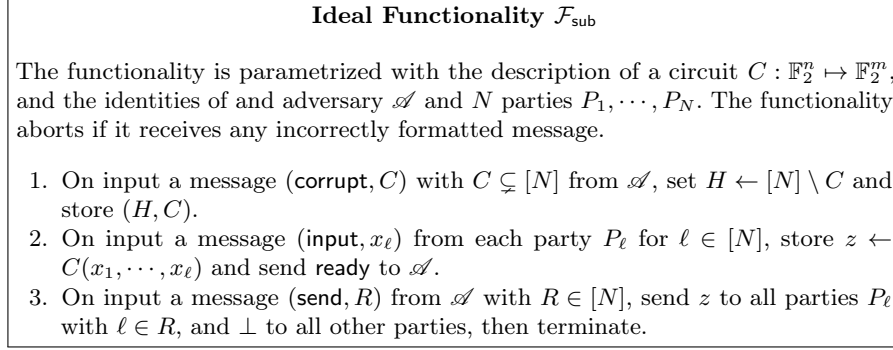 Ideal Functionality 𝓕_sub
The functionality is parametrized with the description of a circuit C : 𝔽₂ⁿ ↦ 𝔽₂ᵐ,
and the identities of and adversary 𝒜 and N parties P₁, ⋯ , P_N. The functionality
aborts if it receives any incorrectly formatted message.
1. On input a message (corrupt, C) with C ⊊ [N] from 𝒜, set H ← [N] \ C and
store (H, C).
2. On input a message (input, x_ℓ) from each party P_ℓ for ℓ ∈ [N], store z ←
C(x₁, ⋯ , x_ℓ) and send ready to 𝒜.
3. On input a message (send, R) from 𝒜 with R ∈ [N], send z to all parties P_ℓ
with ℓ ∈ R, and ⊥ to all other parties, then terminate.